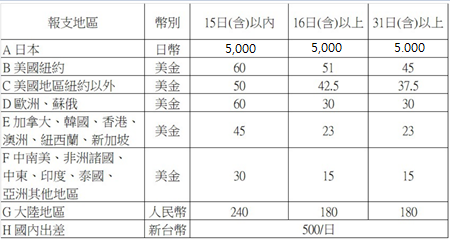 報支地區 幣別 15日(含)以內 16日(含)以上 31日(含)以上
A 日本 日幣 5,000 5,000 5.000
B 美國紐約 美金 60 51 45
C 美國地區紐約以外 美金 50 42.5 37.5
D 歐洲、蘇俄 美金 60 30 30
E 加拿大、韓國、香港、
澳洲、紐西蘭、新加坡 美金 45 23 23
F 中南美、非洲諸國、
中東、印度、泰國、 美金 30 15 15
亞洲其他地區
G 大陸地區 人民幣 240 180 180
H 國內出差 新台幣 500/日